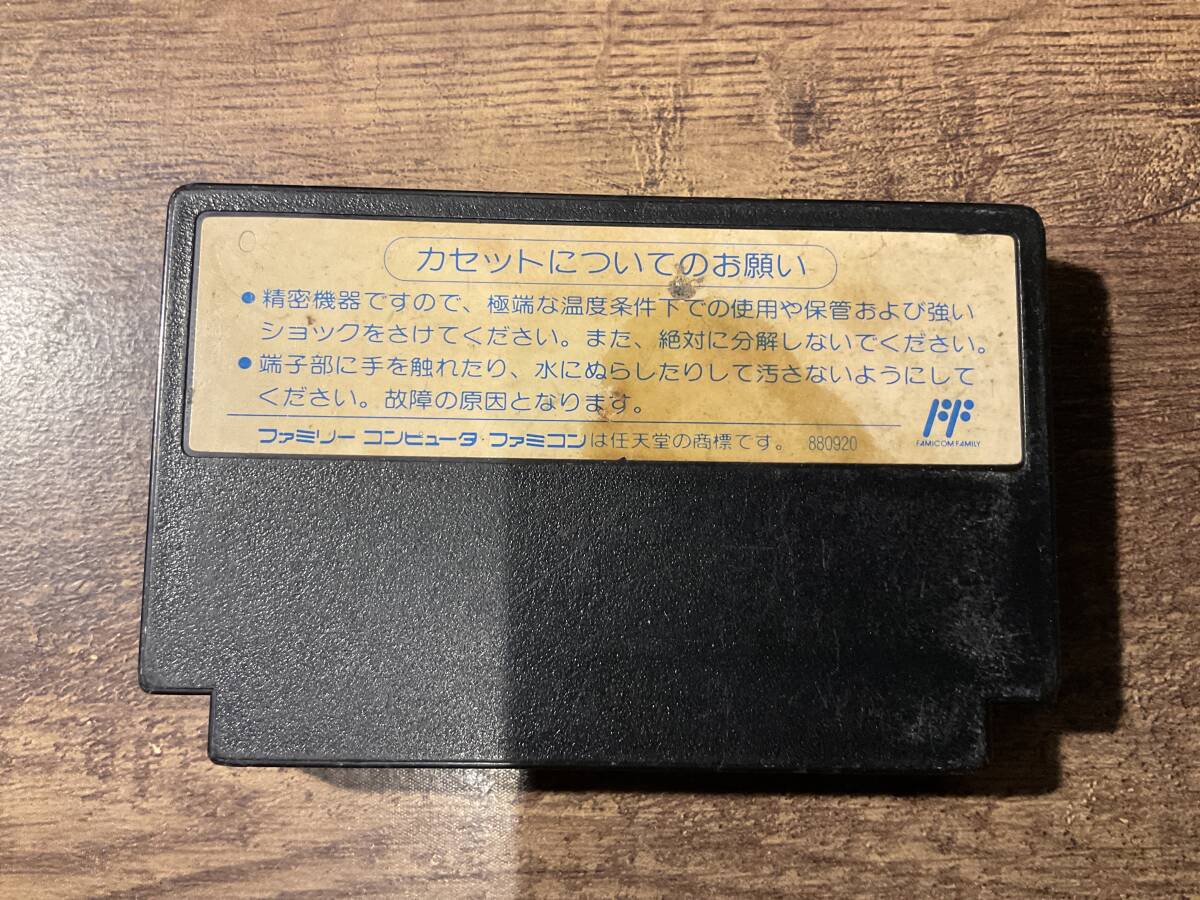 カセットについてのお願い
●精密機器ですので、極端な温度条件下での使用や保管および強い
ショックをさけてください。また、絶対に分解しないでください。
●端子部に手を触れたり、水にぬらしたりして汚さないようにして
ください。故障の原因となります。
ファミリー コンピュータ・ファミコンは任天堂の商標です。 880920
FAMICOM FAMILY